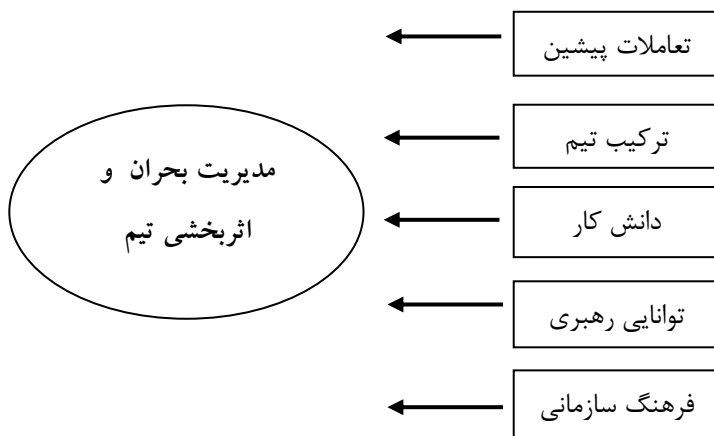 تعاملات پیشین
ترکیب تیم
مدیریت بحران و
اثربخشی تیم
دانش کار
توانایی رهبری
فرهنگ سازمانی